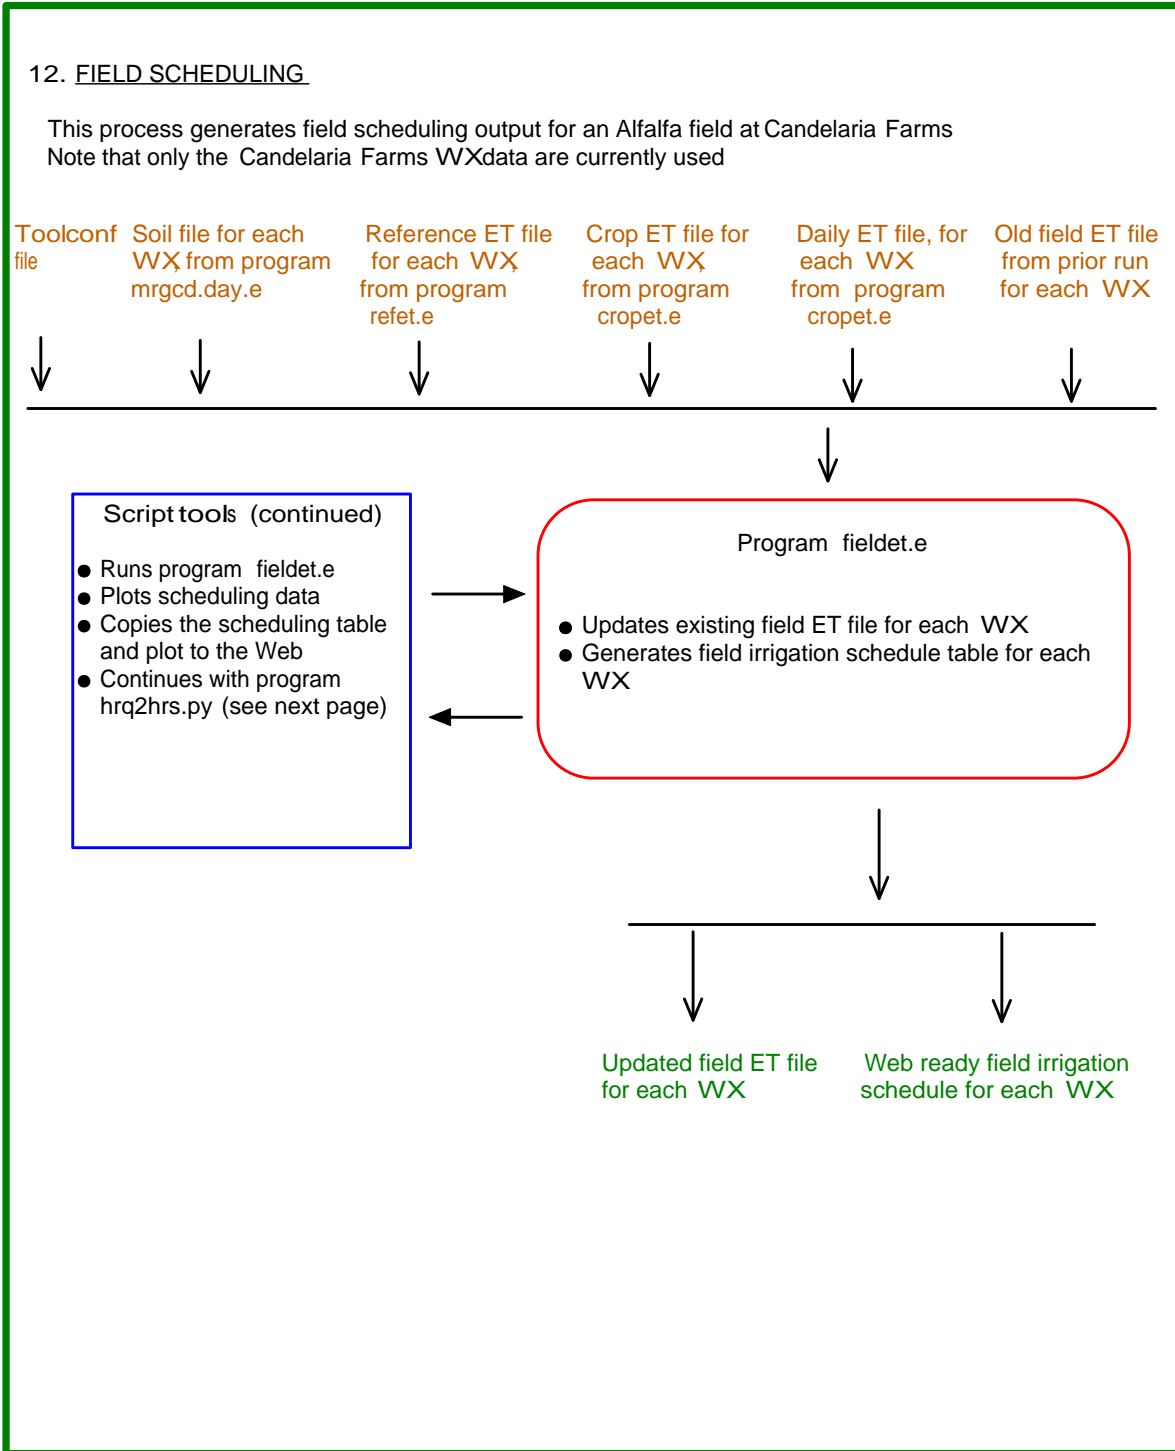 12. FIELD SCHEDULING
This process generates field scheduling output for an Alfalfa field at Candelaria Farms
Note that only the Candelaria Farms WX data are currently used
Toolconf
file
Soil file for each
WX, from program
mrgcd.day.e
Reference ET file
for each WX,
from program
refet.e
Crop ET file for
each WX,
from program
cropet.e
Daily ET file, for
each WX
from program
cropet.e
Old field ET file
from prior run
for each WX
Script tools (continued)
● Runs program fieldet.e
● Plots scheduling data
● Copies the scheduling table
and plot to the Web
● Continues with program
hrq2hrs.py (see next page)
Program fieldet.e
● Updates existing field ET file for each WX
● Generates field irrigation schedule table for each
WX
Updated field ET file
for each WX
Web ready field irrigation
schedule for each WX